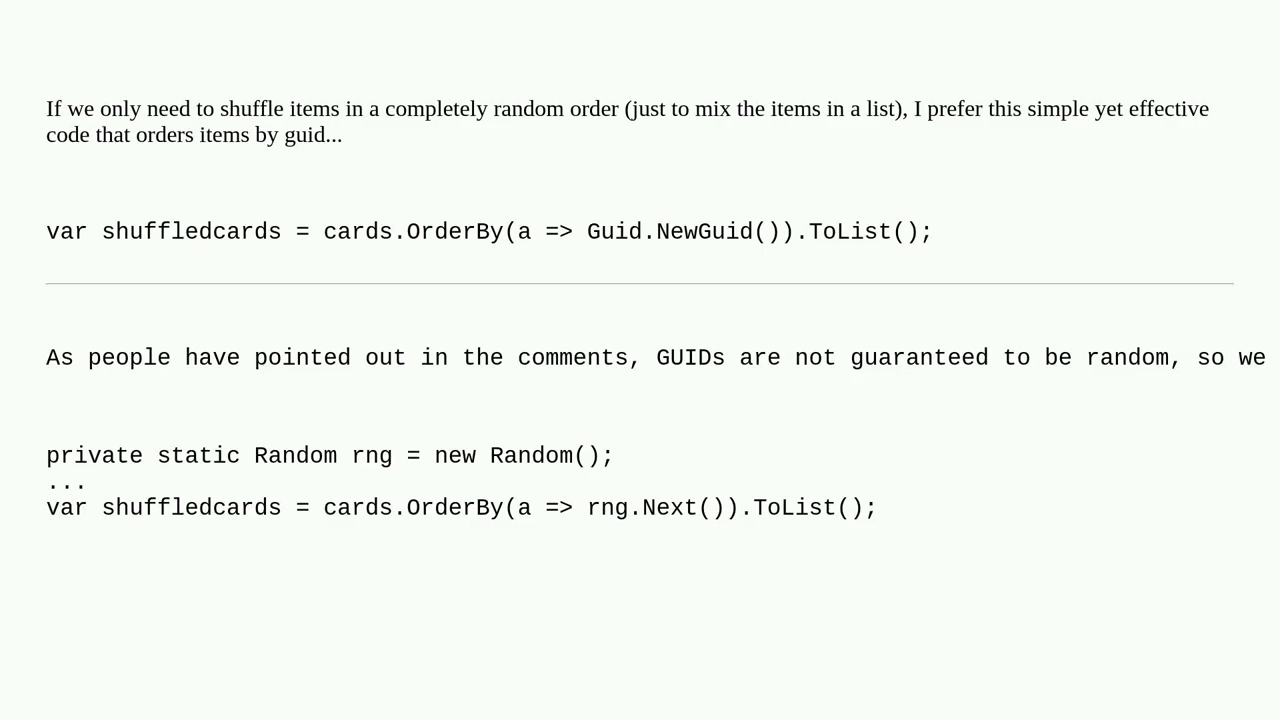 If we only need to shuffle items in a completely random order (just to mix the items in a list), I prefer this simple yet effective
code that orders items by guid...
var shuffledcards = cards.OrderBy(a => Guid.NewGuid()).ToList();
As people have pointed out in the comments, GUIDs are not guaranteed to be random, so we
private static Random rng = new Random();
...
var shuffledcards = cards.OrderBy(a => rng.Next()).ToList();